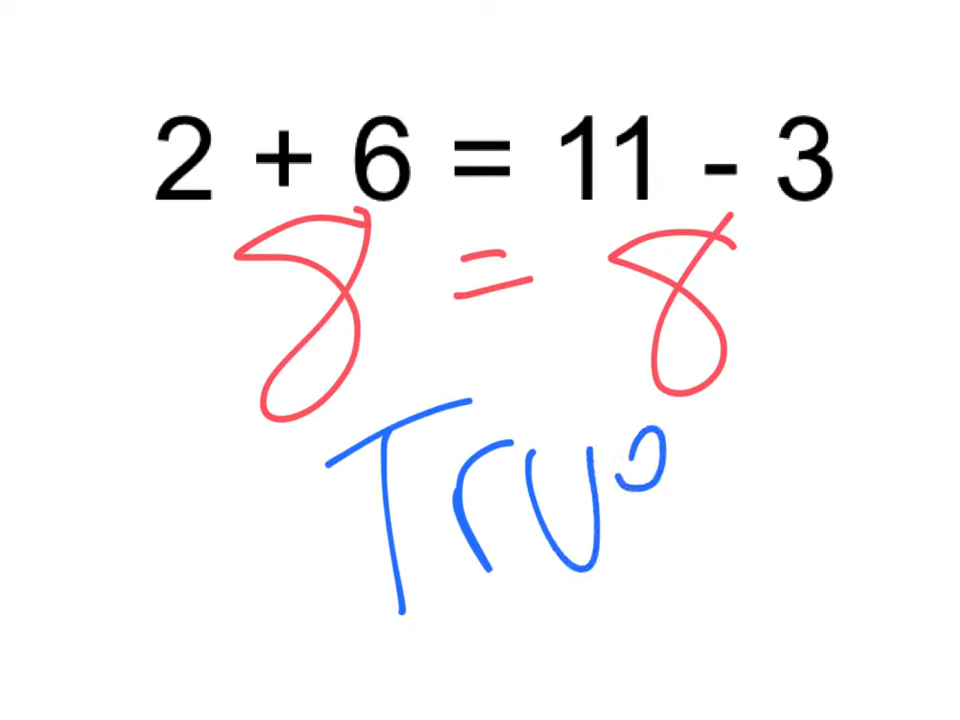 2 + 6 = 11 - 3
8 = 8
True